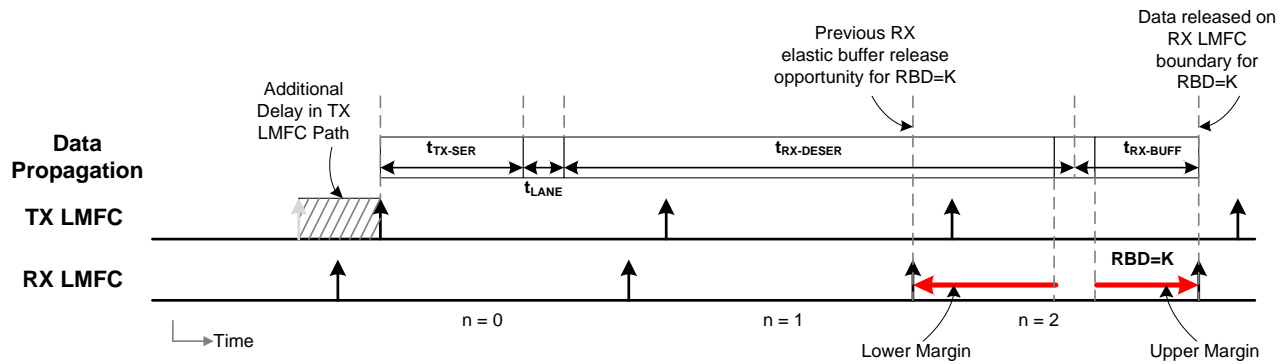 Previous RX
elastic buffer release
opportunity for RBD=K
Data released on
RX LMFC
boundary for
RBD=K
Additional
Delay in TX
LMFC Path
Data
Propagation
tTX-SER
tLANE
tRX-DESER
tRX-BUFF
TX LMFC
RX LMFC
RBD=K
Time
n = 0
n = 1
n = 2
Lower Margin
Upper Margin